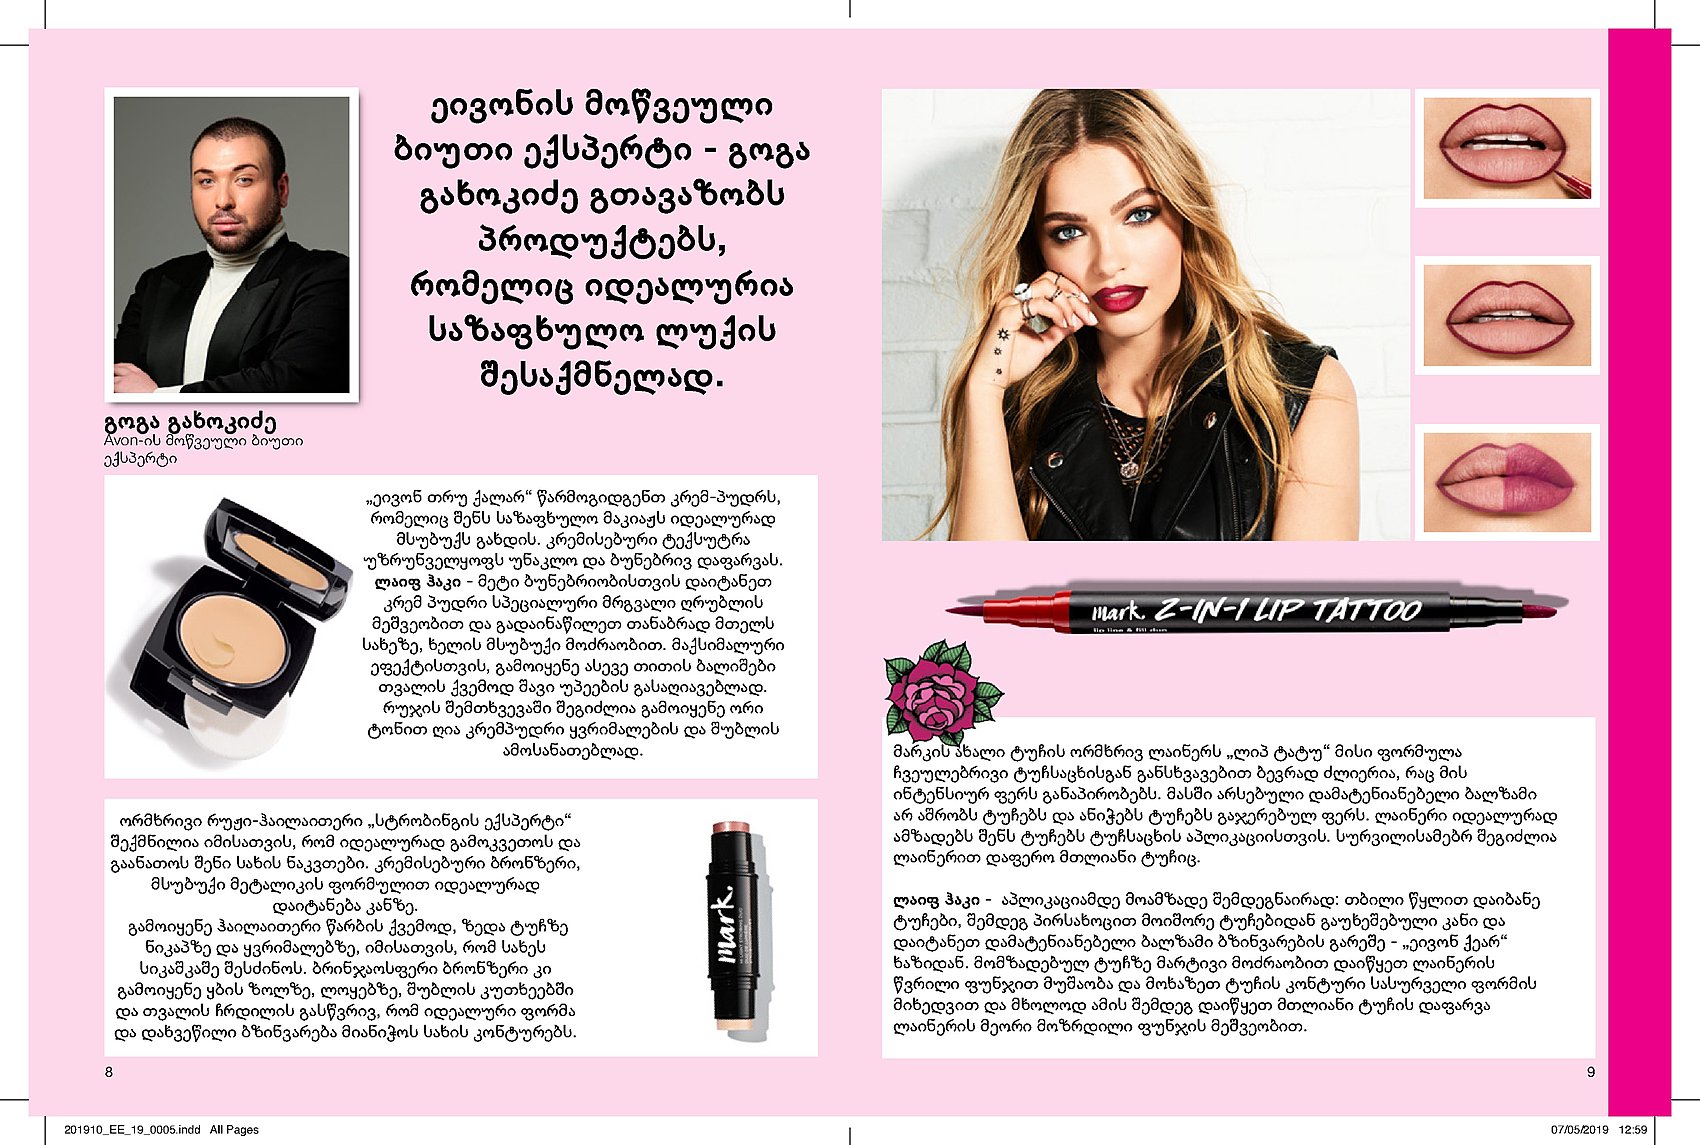 ეივონის მოწვეული
ბიუთი ექსპერტი - გოგა
გახოკიძე გთავაზობს
პროდუქტებს,
რომელიც იდეალურია
საზაფხულო ლუქის
შესაქმნელად.
გოგა გახოკიძე
Avon-ის მოწვეული ბიუთი
ექსპერტი
„ეივონ თრუ ქალარ“ წარმოგიდგენთ კრემ-პუდრს,
რომელიც შენს საზაფხულო მაკიაჟს იდეალურად
მსუბუქს გახდის. კრემისებური ტექსუტრა
უზრუნველყოფს უნაკლო და ბუნებრივ დაფარვას.
ლაიფ ჰაკი - მეტი ბუნებრიობისთვის დაიტანეთ
კრემ პუდრი სპეციალური მრგვალი ღრუბლის
მეშვეობით და გადაინაწილეთ თანაბრად მთელს
სახეზე, ხელის მსუბუქი მოძრაობით. მაქსიმალური
ეფექტისთვის, გამოიყენე ასევე თითის ბალიშები
თვალის ქვემოდ შავი უპეების გასაღიავებლად.
რუჯის შემთხვევაში შეგიძლია გამოიყენე ორი
ტონით ღია კრემპუდრი ყვრიმალების და შუბლის
ამოსანათებლად.
ორმხრივი რუჟი-ჰაილაითერი „სტრობინგის ექსპერტი“
შექმნილია იმისათვის, რომ იდეალურად გამოკვეთოს და
გაანათოს შენი სახის ნაკვთები. კრემისებური ბრონზერი,
მსუბუქი მეტალიკის ფორმულით იდეალურად
დაიტანება კანზე.
გამოიყენე ჰაილაითერი წარბის ქვემოდ, ზედა ტუჩზე
ნიკაპზე და ყვრიმალებზე, იმისათვის, რომ სახეს
სიკაშკაშე შესძინოს. ბრინჯაოსფერი ბრონზერი კი
გამოიყენე ყბის ზოლზე, ლოყებზე, შუბლის კუთხეებში
და თვალის ჩრდილის გასწვრივ, რომ იდეალური ფორმა
და დახვეწილი ბზინვარება მიანიჭოს სახის კონტურებს.
mark.
8
mark. 2-IN-1 LIP TATTOO
lip line & fill duo
მარკის ახალი ტუჩის ორმხრივ ლაინერს „ლიპ ტატუ“ მისი ფორმულა
ჩვეულებრივი ტუჩსაცხისგან განსხვავებით ბევრად ძლიერია, რაც მის
ინტენსიურ ფერს განაპირობებს. მასში არსებული დამატენიანებელი ბალზამი
არ აშრობს ტუჩებს და ანიჭებს ტუჩებს გაჯერებულ ფერს. ლაინერი იდეალურად
ამზადებს შენს ტუჩებს ტუჩსაცხის აპლიკაციისთვის. სურვილისამებრ შეგიძლია
ლაინერით დაფერო მთლიანი ტუჩიც.
ლაიფ ჰაკი - აპლიკაციამდე მოამზადე შემდეგნაირად: თბილი წყლით დაიბანე
ტუჩები, შემდეგ პირსახოცით მოიშორე ტუჩებიდან გაუხეშებული კანი და
დაიტანეთ დამატენიანებელი ბალზამი ბზინვარების გარეშე - „ეივონ ქეარ“
ხაზიდან. მომზადებულ ტუჩზე მარტივი მოძრაობით დაიწყეთ ლაინერის
წვრილი ფუნჯით მუშაობა და მოხაზეთ ტუჩის კონტური სასურველი ფორმის
მიხედვით და მხოლოდ ამის შემდეგ დაიწყეთ მთლიანი ტუჩის დაფარვა
ლაინერის მეორე მოზრდილი ფუნჯის მეშვეობით.
9
201910_EE_19_0005.indd All Pages
07/05/2019 12:59